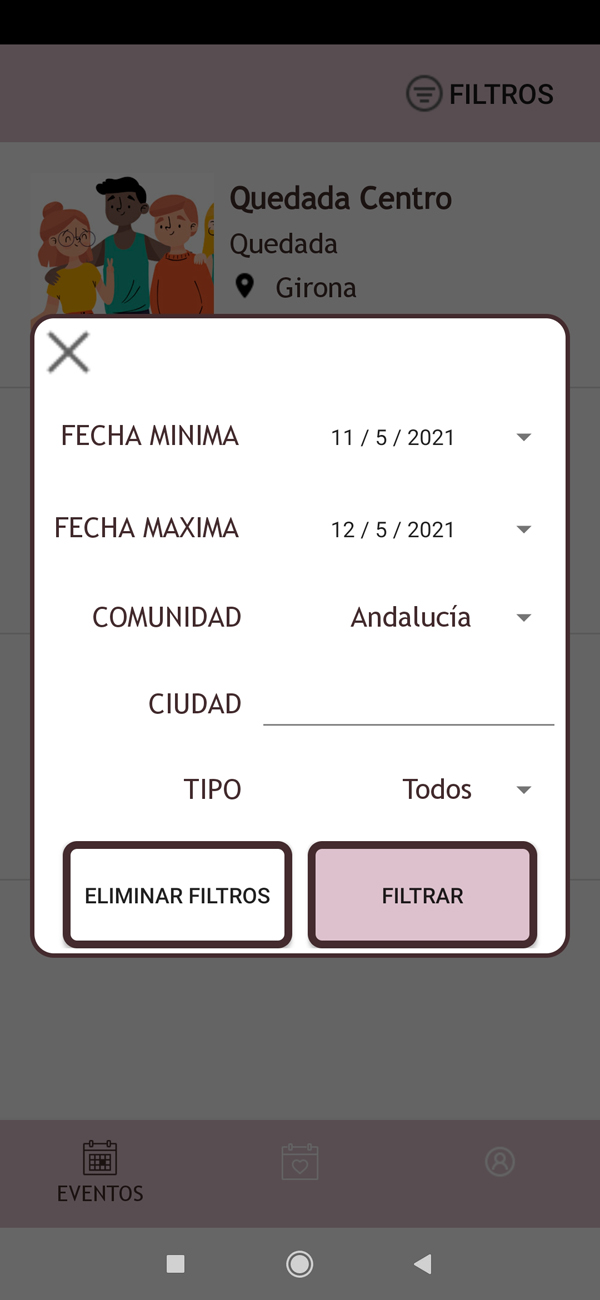 FILTROS
Quedada Centro
Quedada
Girona
FECHA MINIMA 11 / 5 / 2021
FECHA MAXIMA 12 / 5 / 2021
COMUNIDAD Andalucía
CIUDAD
TIPO Todos
ELIMINAR FILTROS FILTRAR
EVENTOS